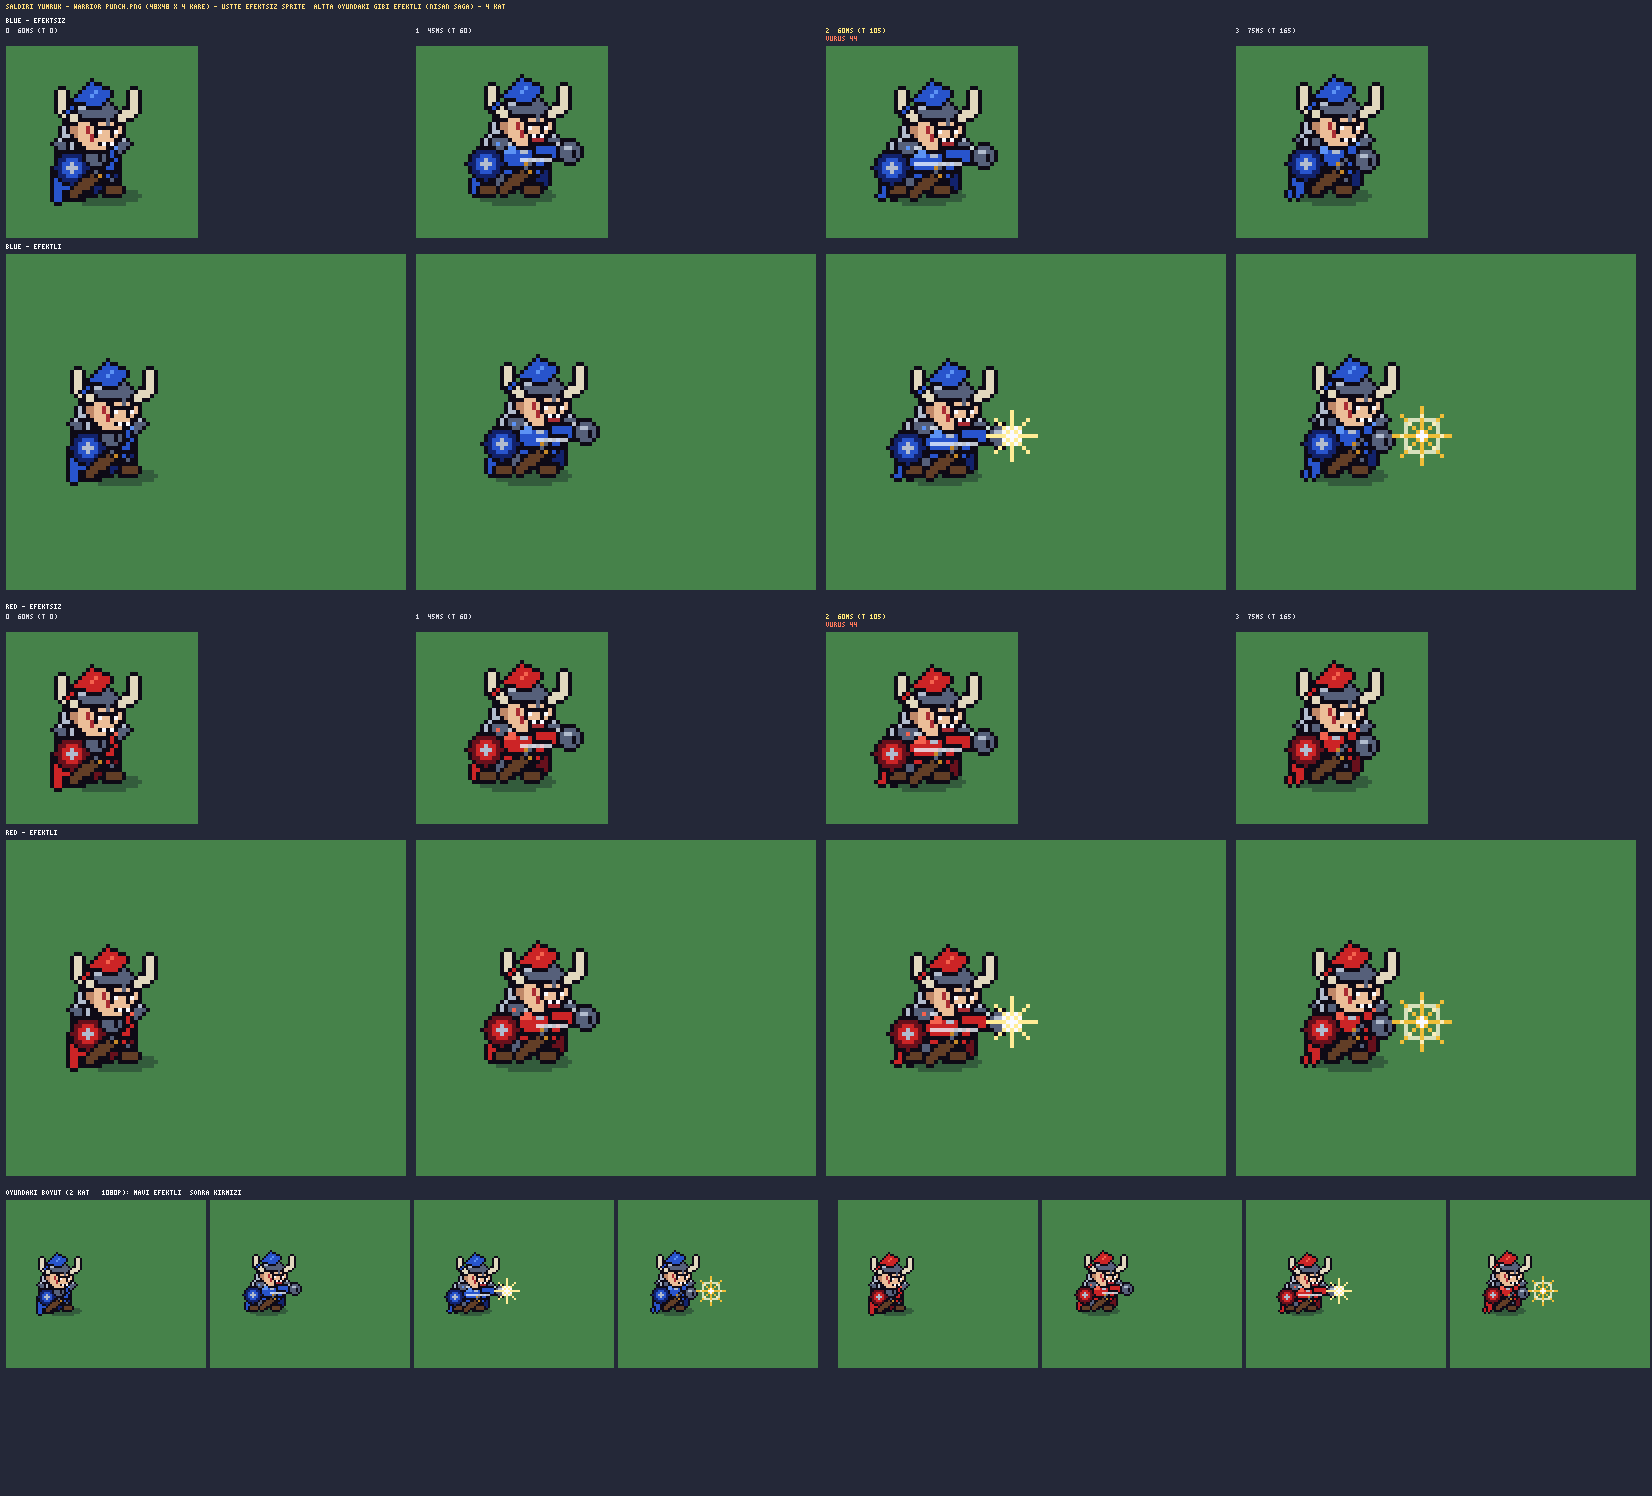 SALDIRI YUMRUK - WARRIOR PUNCH.PNG (48X48 X 4 KARE) - USTTE EFEKTSIZ SPRITE  ALTTA OYUNDAKI GIBI EFEKTLI (NISAN SAGA) - 4 KAT
BLUE - EFEKTSIZ
0  60MS (T 0)
1  45MS (T 60)
2  60MS (T 105)
3  75MS (T 165)
VURUS 44
BLUE - EFEKTLI
RED - EFEKTSIZ
0  60MS (T 0)
1  45MS (T 60)
2  60MS (T 105)
3  75MS (T 165)
VURUS 44
RED - EFEKTLI
OYUNDAKI BOYUT (2 KAT  1080P): MAVI EFEKTLI  SONRA KIRMIZI